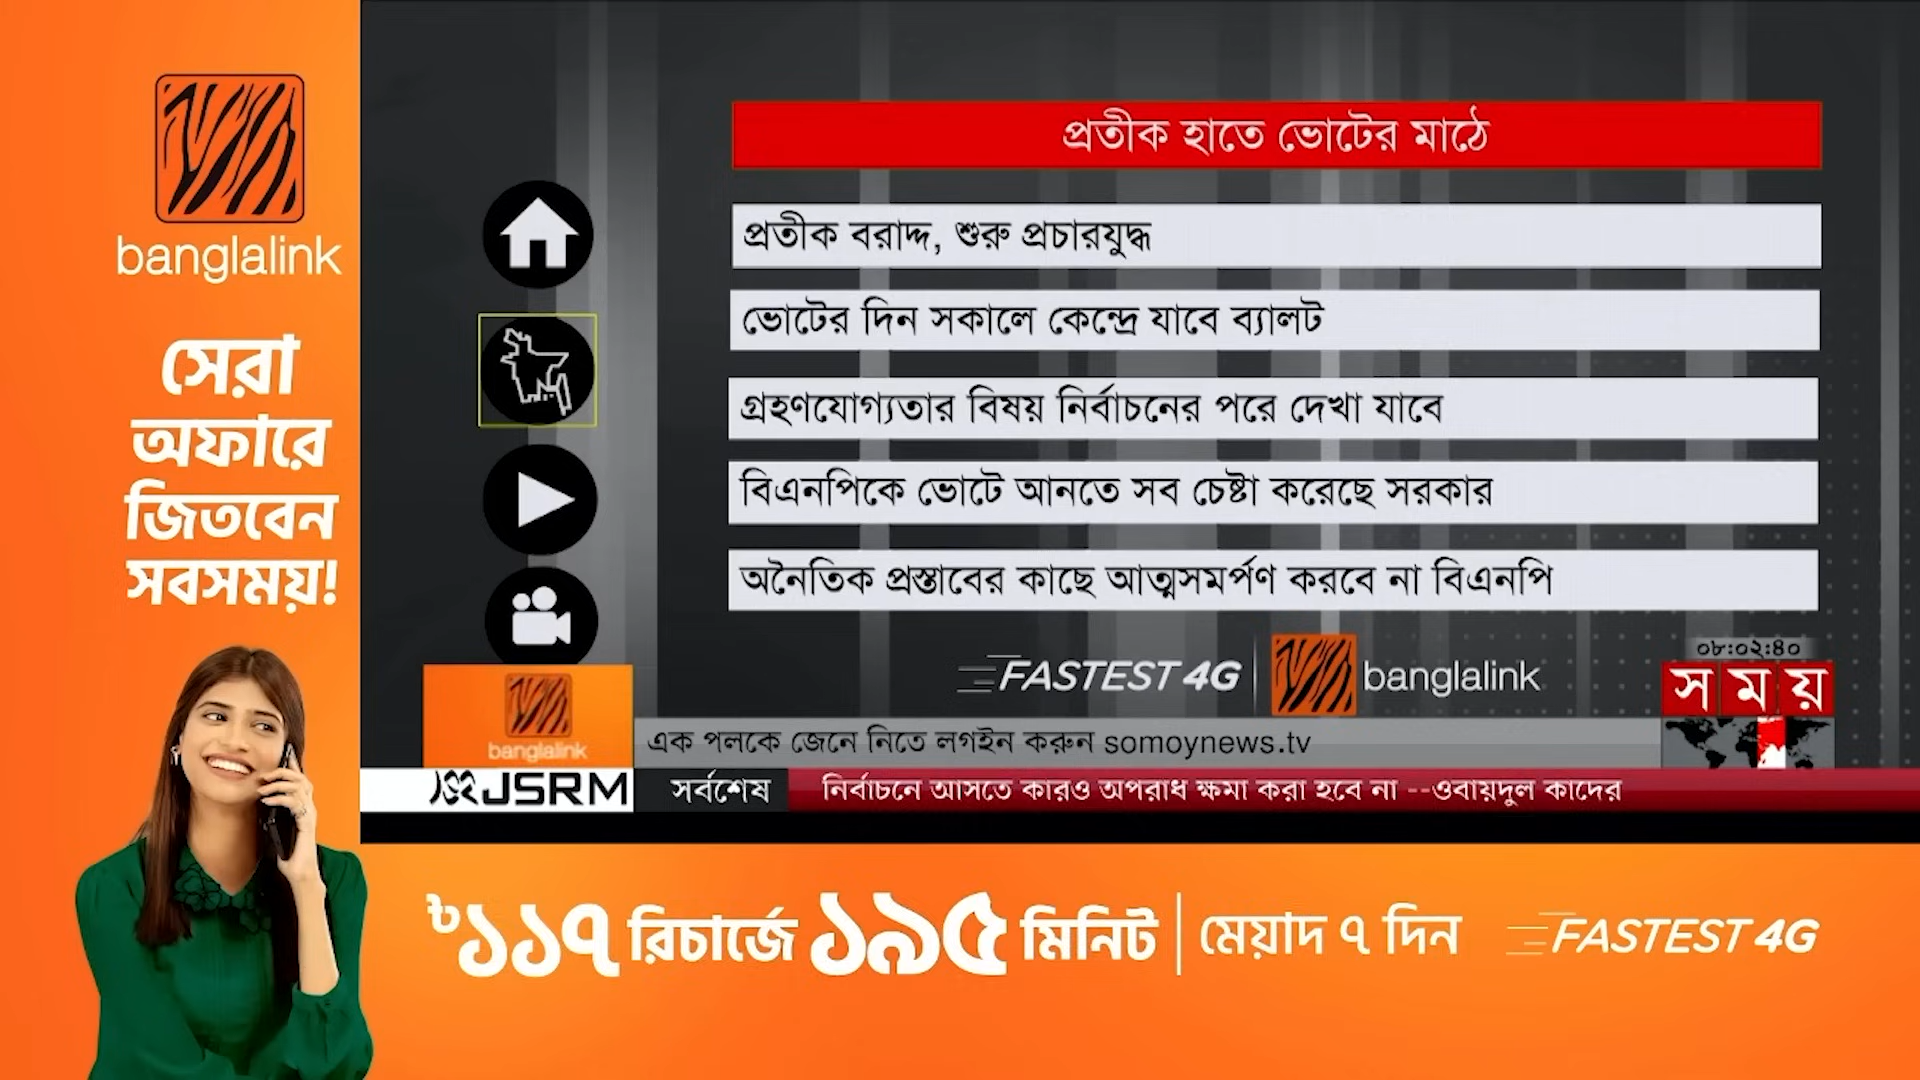 banglalink
সেরা
অফারে
জিতবেন
সবসময়!
প্রতীক হাতে ভোটের মাঠে
প্রতীক বরাদ্দ, শুরু প্রচারযুদ্ধ
ভোটের দিন সকালে কেন্দ্রে যাবে ব্যালট
গ্রহণযোগ্যতার বিষয় নির্বাচনের পরে দেখা যাবে
বিএনপিকে ভোটে আনতে সব চেষ্টা করেছে সরকার
অনৈতিক প্রস্তাবের কাছে আত্মসমর্পণ করবে না বিএনপি
FASTEST 4G banglalink
০৮:০২:৪০
সময়
banglalink
এক পলকে জেনে নিতে লগইন করুন somoynews.tv
JSRM সর্বশেষ নির্বাচনে আসতে কারও অপরাধ ক্ষমা করা হবে না --ওবায়দুল কাদের
৳১১৭ রিচার্জে ১৯৫ মিনিট | মেয়াদ ৭ দিন FASTEST 4G